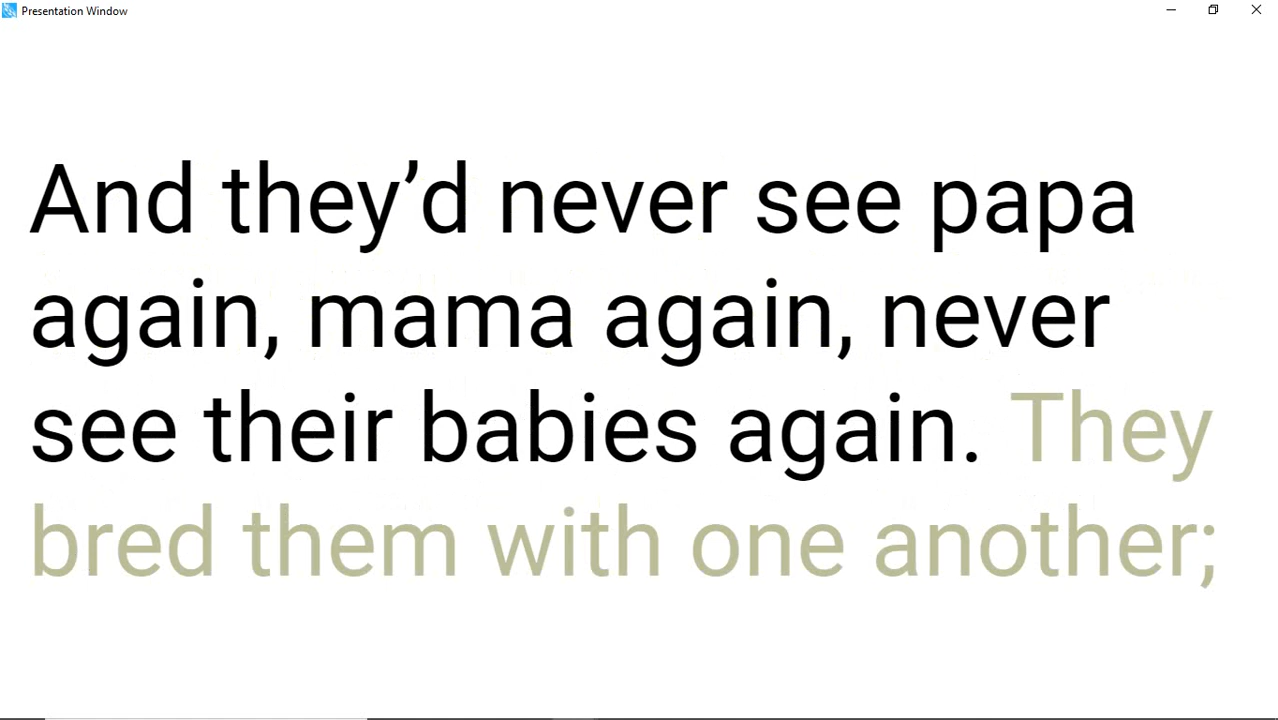 Presentation Window
And they’d never see papa
again, mama again, never
see their babies again. They
bred them with one another;